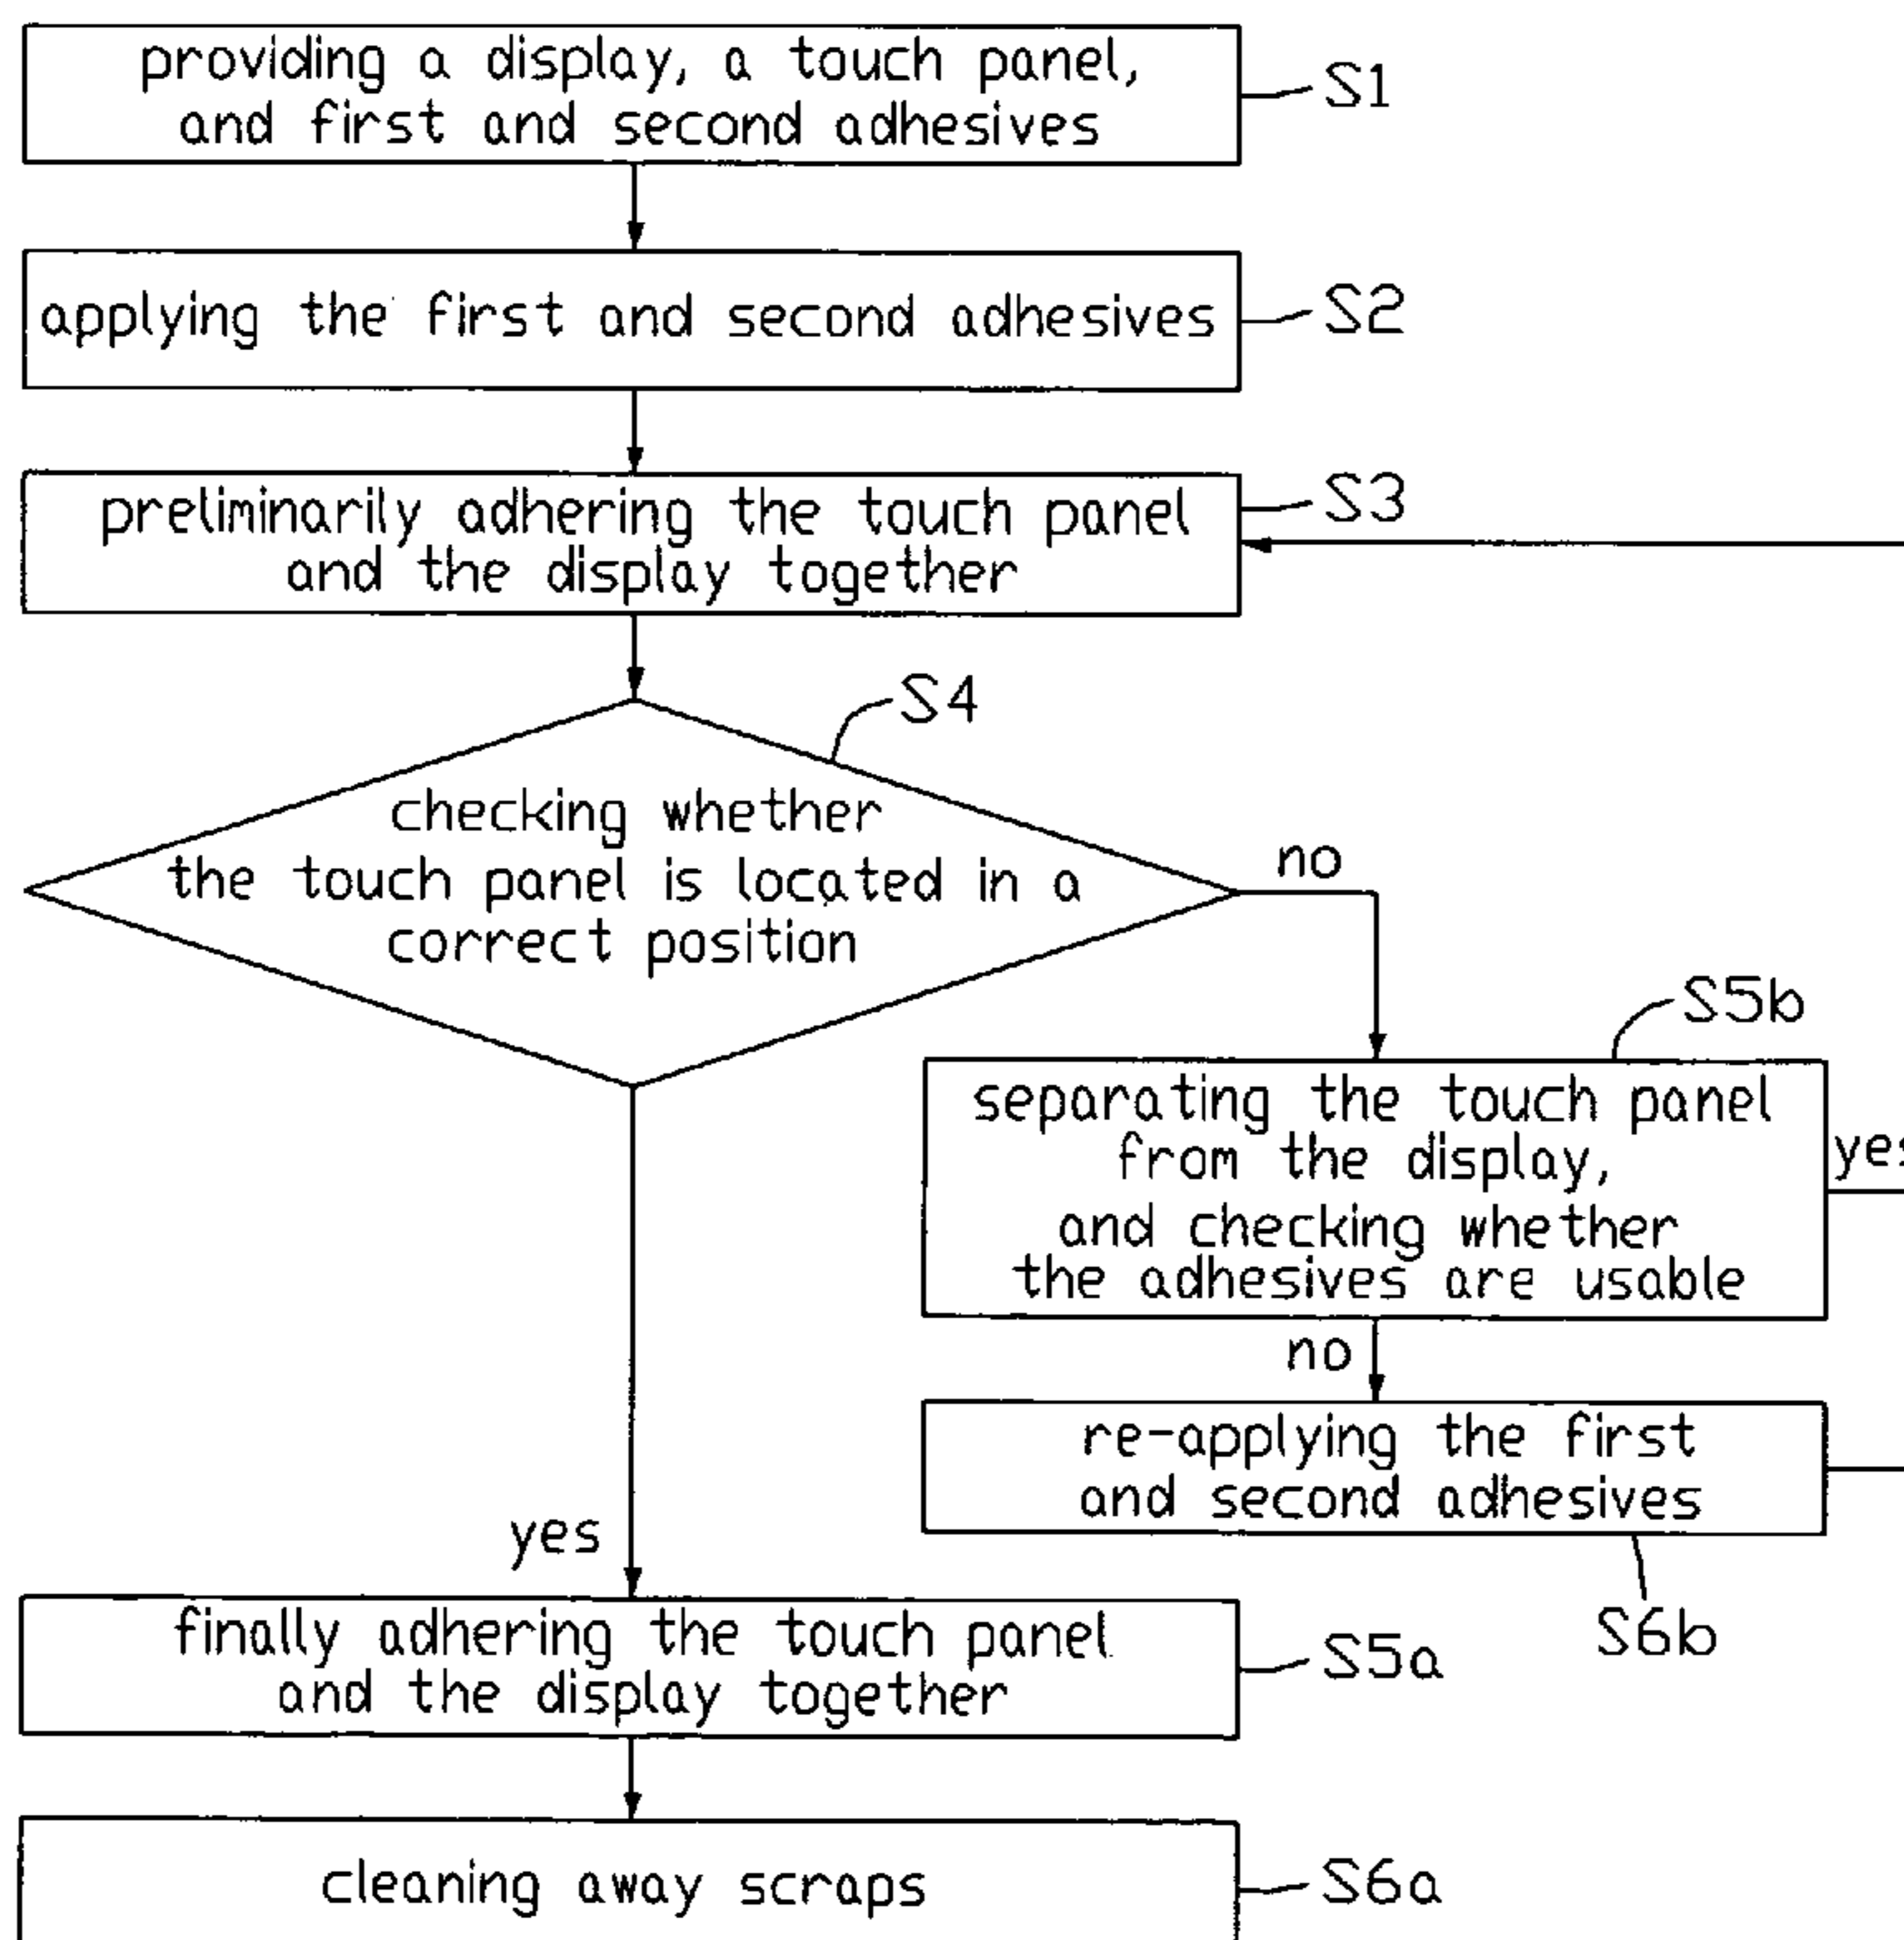 providing a display, a touch panel,
and first and second adhesives
S1
applying the first and second adhesives
S2
preliminarily adhering the touch panel
and the display together
S3
S4
checking whether
the touch panel is located in a
correct position
no
S5b
separating the touch panel
from the display,
and checking whether
the adhesives are usable
yes
no
re-applying the first
and second adhesives
S6b
yes
finally adhering the touch panel
and the display together
S5a
cleaning away scraps
S6a